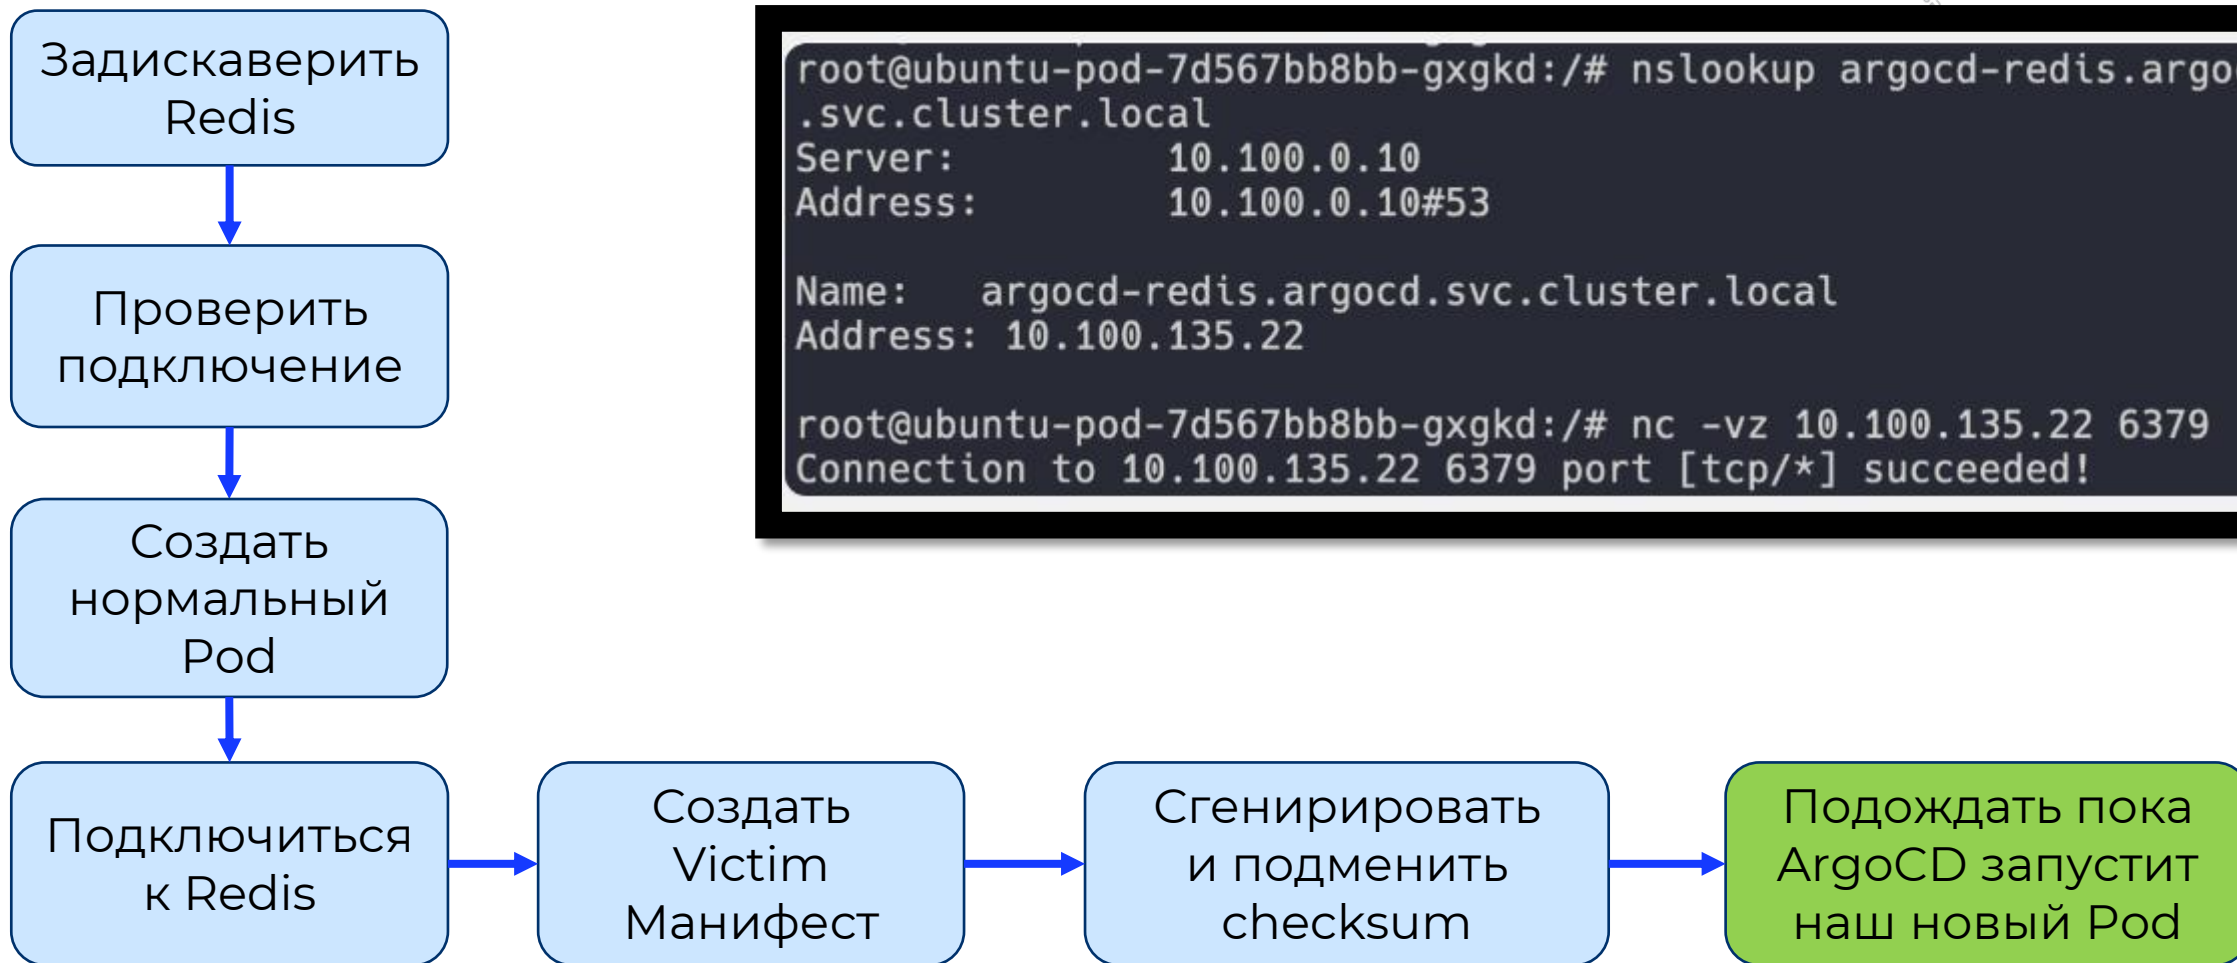 Задискаверить
Redis
Проверить
подключение
Создать
нормальный
Pod
Подключиться
к Redis
Создать
Victim
Манифест
Сгенирировать
и подменить
checksum
Подождать пока
ArgoCD запустит
наш новый Pod
root@ubuntu-pod-7d567bb8bb-gxgkd:/# nslookup argocd-redis.argo
.svc.cluster.local
Server: 10.100.0.10
Address: 10.100.0.10#53
Name: argocd-redis.argocd.svc.cluster.local
Address: 10.100.135.22
root@ubuntu-pod-7d567bb8bb-gxgkd:/# nc -vz 10.100.135.22 6379
Connection to 10.100.135.22 6379 port [tcp/*] succeeded!